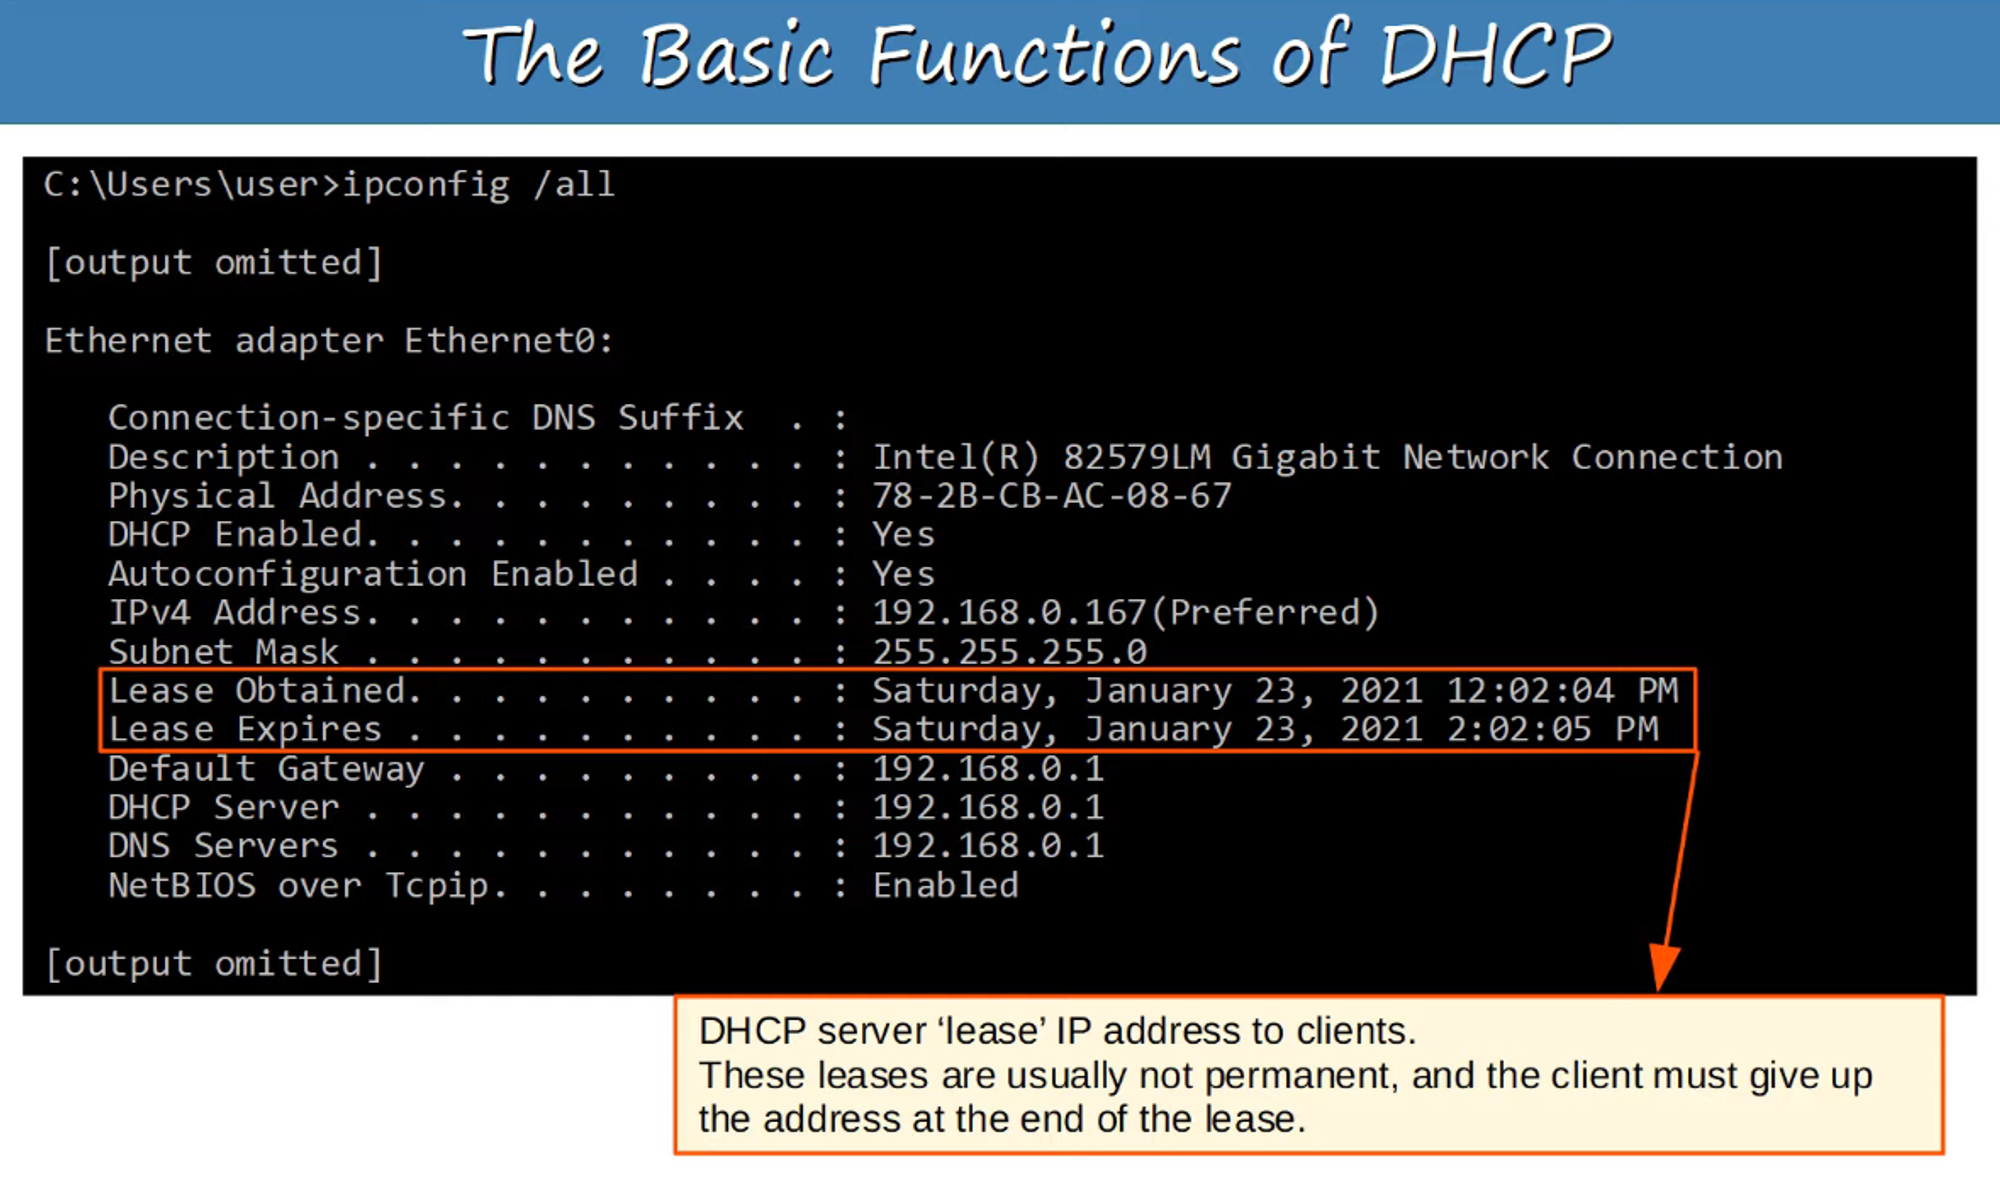 The Basic Functions of DHCP
C:\Users\user>ipconfig /all
[output omitted]
Ethernet adapter Ethernet0:
Connection-specific DNS Suffix  . :
Description . . . . . . . . . . . : Intel(R) 82579LM Gigabit Network Connection
Physical Address. . . . . . . . . : 78-2B-CB-AC-08-67
DHCP Enabled. . . . . . . . . . . : Yes
Autoconfiguration Enabled . . . . : Yes
IPv4 Address. . . . . . . . . . . : 192.168.0.167(Preferred)
Subnet Mask . . . . . . . . . . . : 255.255.255.0
Lease Obtained. . . . . . . . . . : Saturday, January 23, 2021 12:02:04 PM
Lease Expires . . . . . . . . . . : Saturday, January 23, 2021 2:02:05 PM
Default Gateway . . . . . . . . . : 192.168.0.1
DHCP Server . . . . . . . . . . . : 192.168.0.1
DNS Servers . . . . . . . . . . . : 192.168.0.1
NetBIOS over Tcpip. . . . . . . . : Enabled
[output omitted]
DHCP server ‘lease’ IP address to clients.
These leases are usually not permanent, and the client must give up
the address at the end of the lease.